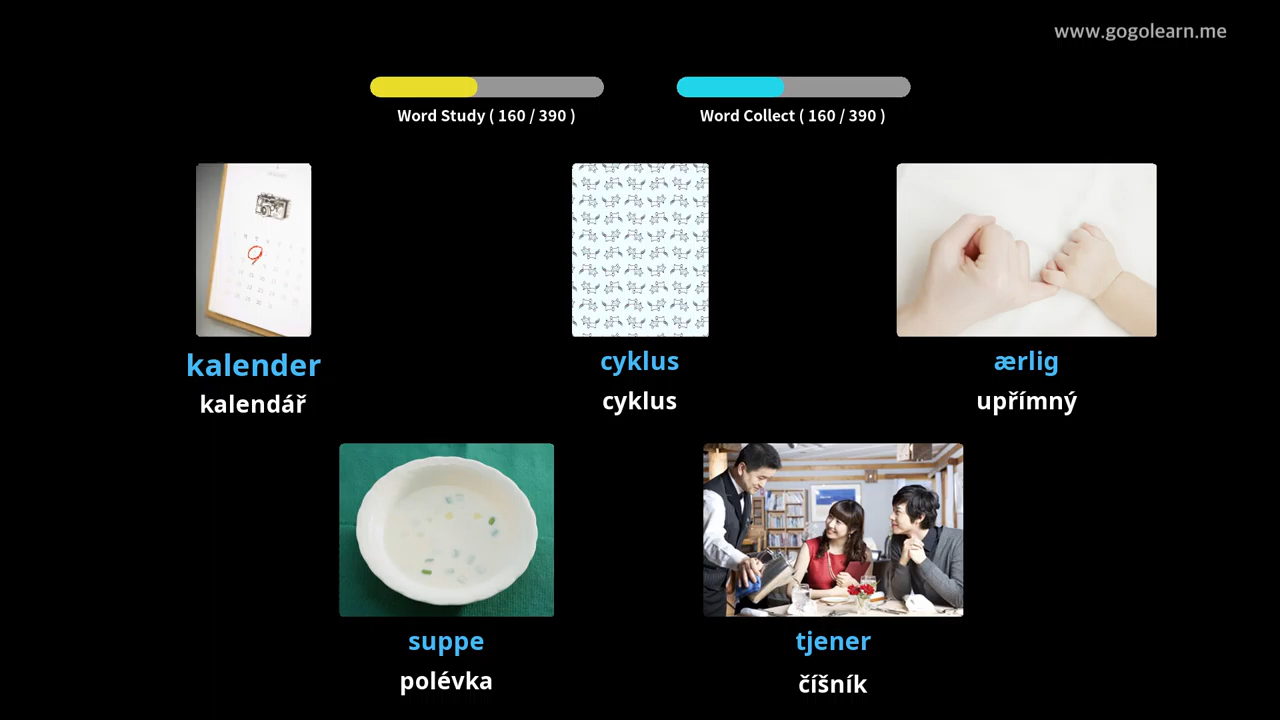 www.gogolearn.me
Word Study ( 160 / 390 )
Word Collect ( 160 / 390 )
kalender
kalendář
cyklus
cyklus
ærlig
upřímný
suppe
polévka
tjener
číšník